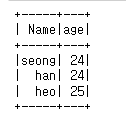 +-----+---+
| Name|age|
+-----+---+
|seong| 24|
|  han| 24|
|  heo| 25|
+-----+---+